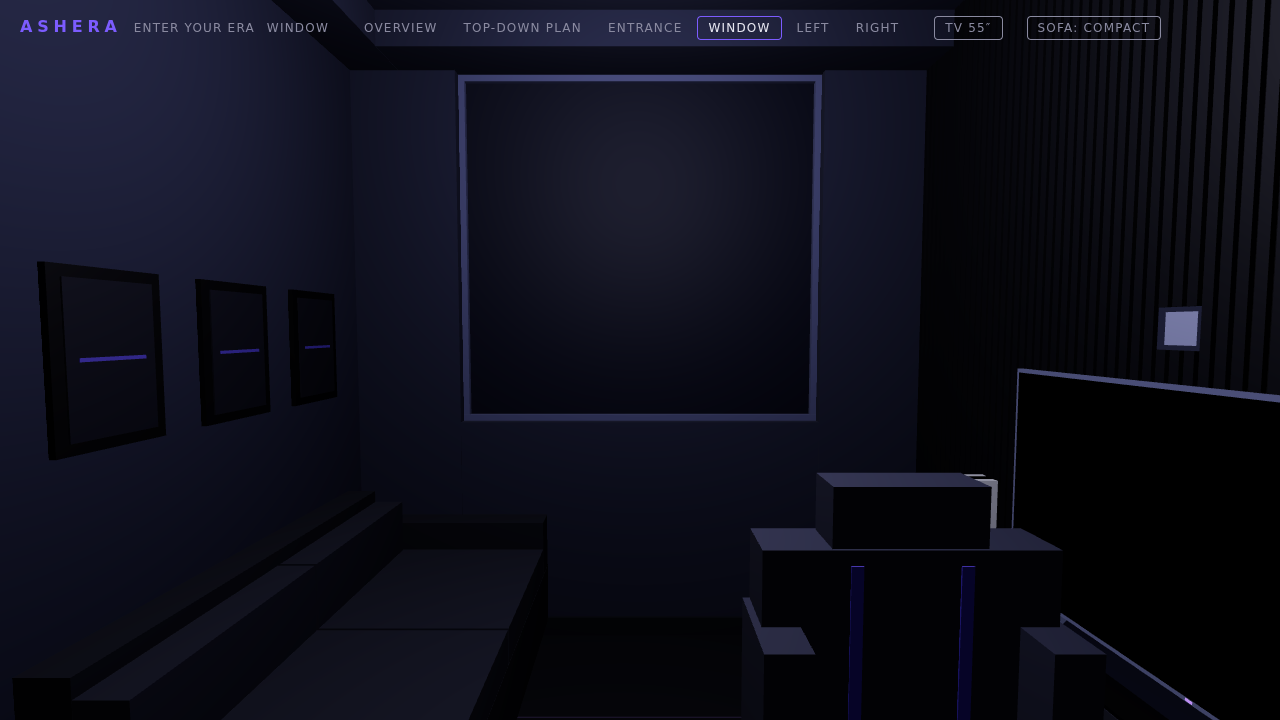 ASHERA ENTER YOUR ERA WINDOW OVERVIEW TOP-DOWN PLAN ENTRANCE WINDOW LEFT RIGHT TV 55″ SOFA: COMPACT